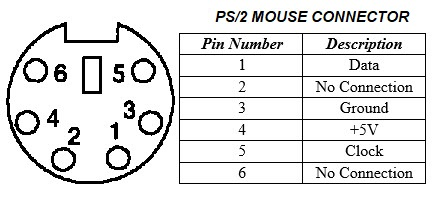 PS/2 MOUSE CONNECTOR
Pin Number Description
1 Data
2 No Connection
3 Ground
4 +5V
5 Clock
6 No Connection
6 5
4 3
2 1